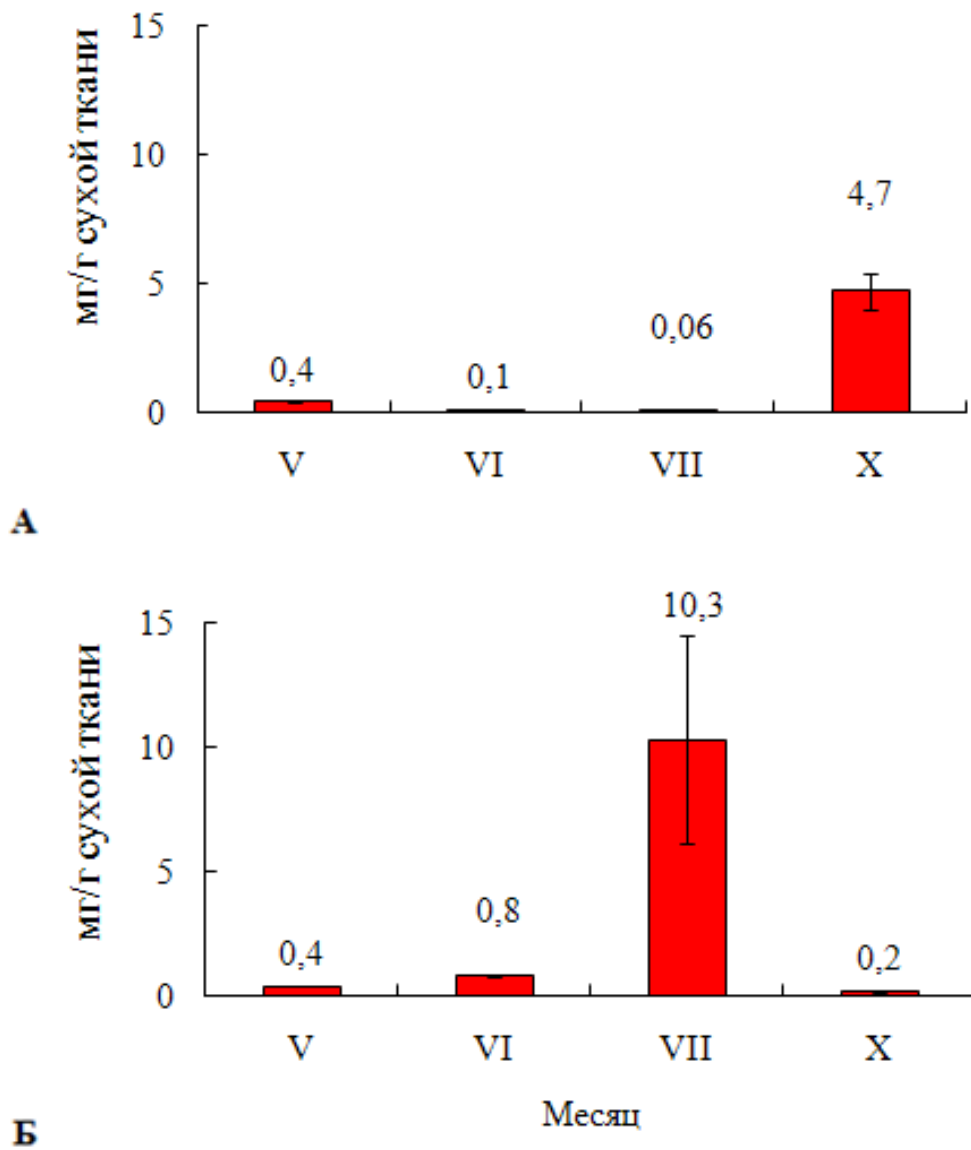 мг/г сухой ткани
15
10
5
0
0,4
0,1
0,06
4,7
V VI VII X
А
мг/г сухой ткани
15
10
5
0
0,4
0,8
10,3
0,2
V VI VII X
Месяц
Б